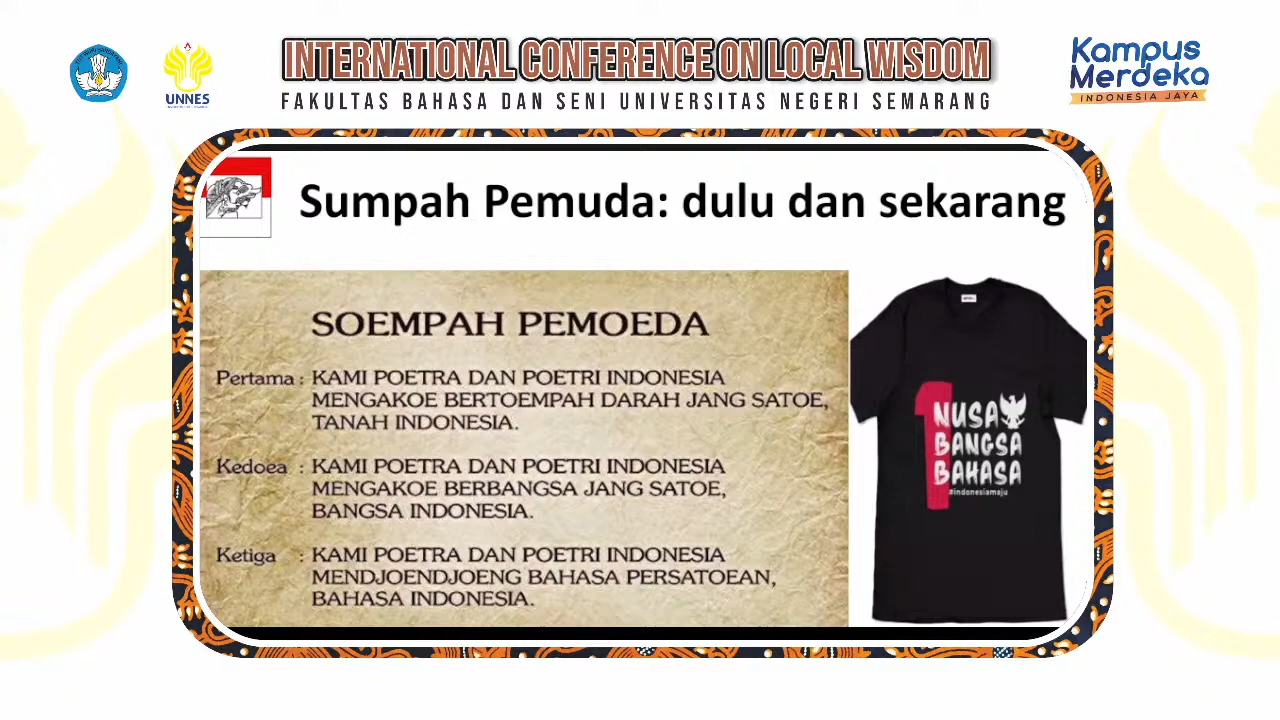 INTERNATIONAL CONFERENCE ON LOCAL WISDOM
FAKULTAS BAHASA DAN SENI UNIVERSITAS NEGERI SEMARANG
UNNES
Kampus
Merdeka
INDONESIA JAYA
Sumpah Pemuda: dulu dan sekarang
SOEMPAH PEMOEDA
Pertama : KAMI POETRA DAN POETRI INDONESIA
MENGAKOE BERTOEMPAH DARAH JANG SATOE,
TANAH INDONESIA.
Kedoea : KAMI POETRA DAN POETRI INDONESIA
MENGAKOE BERBANGSA JANG SATOE,
BANGSA INDONESIA.
Ketiga : KAMI POETRA DAN POETRI INDONESIA
MENDJOENDJOENG BAHASA PERSATOEAN,
BAHASA INDONESIA.
1
NUSA
BANGSA
BAHASA
#indonesiamaju